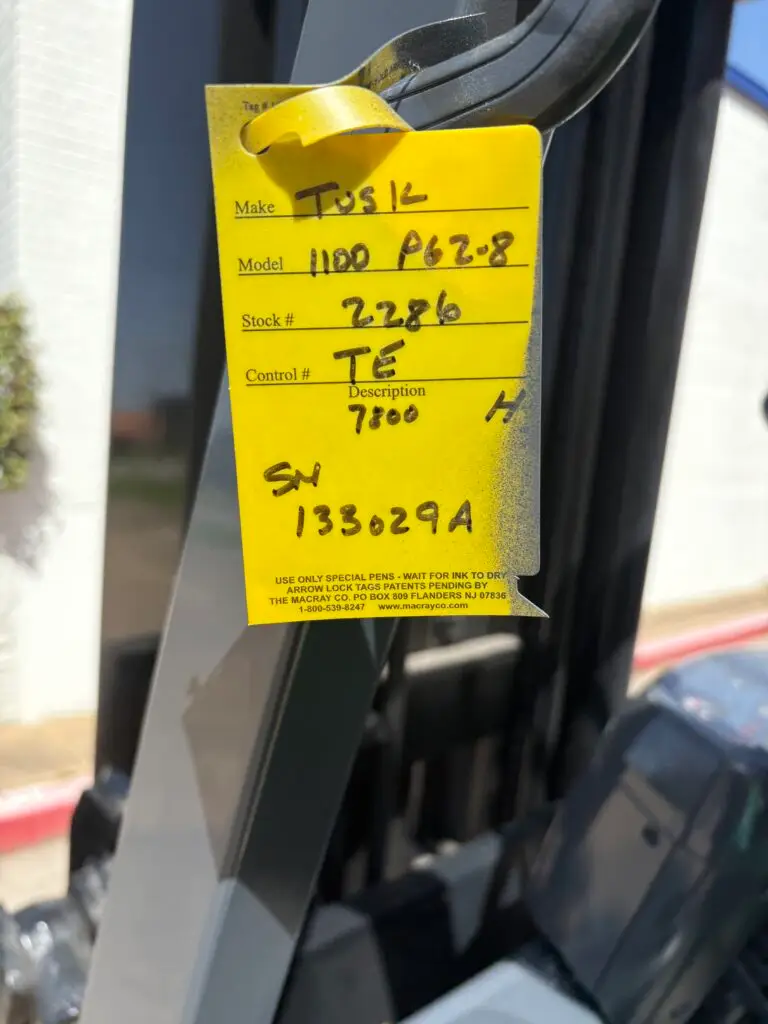 Tag #
Make TUSK
Model 1100 PG2-8
Stock # 2286
Control # TE
Description
7800 H
SN
133029A
USE ONLY SPECIAL PENS - WAIT FOR INK TO DRY
ARROW LOCK TAGS PATENTS PENDING BY
THE MACRAY CO. PO BOX 809 FLANDERS NJ 07836
1-800-539-8247 www.macrayco.com